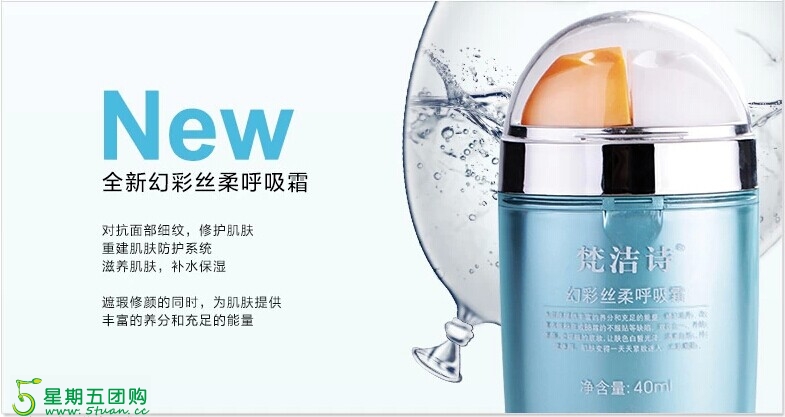 New
全新幻彩丝柔呼吸霜
对抗面部细纹，修护肌肤
重建肌肤防护系统
滋养肌肤，补水保湿
遮瑕修颜的同时，为肌肤提供
丰富的养分和充足的能量
梵洁诗
幻彩丝柔呼吸霜
净含量：40ml
5 星期五团购
www.5tuan.cc